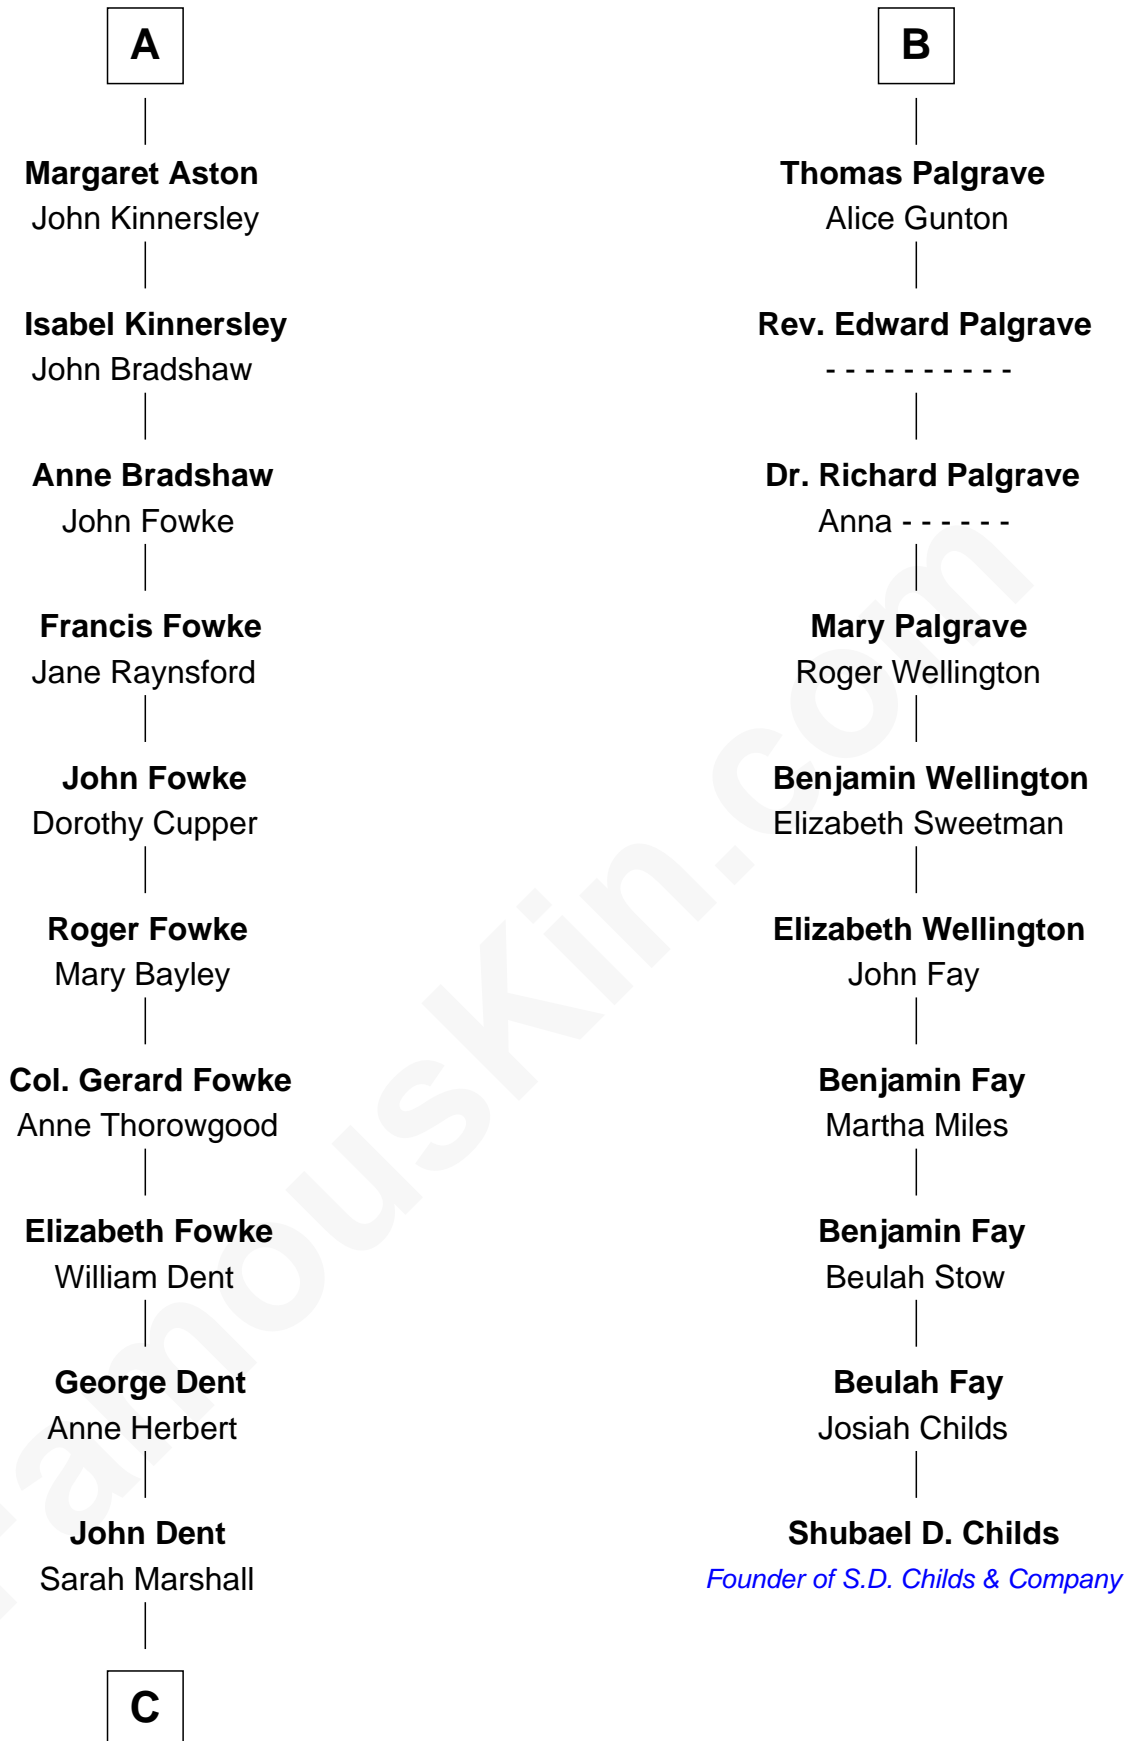 A
Margaret Aston
John Kinnersley
Isabel Kinnersley
John Bradshaw
Anne Bradshaw
John Fowke
Francis Fowke
Jane Raynsford
John Fowke
Dorothy Cupper
Roger Fowke
Mary Bayley
Col. Gerard Fowke
Anne Thorowgood
Elizabeth Fowke
William Dent
George Dent
Anne Herbert
John Dent
Sarah Marshall
C
B
Thomas Palgrave
Alice Gunton
Rev. Edward Palgrave
- - - - - - - - - -
Dr. Richard Palgrave
Anna - - - - - -
Mary Palgrave
Roger Wellington
Benjamin Wellington
Elizabeth Sweetman
Elizabeth Wellington
John Fay
Benjamin Fay
Martha Miles
Benjamin Fay
Beulah Stow
Beulah Fay
Josiah Childs
Shubael D. Childs
Founder of S.D. Childs & Company
FamousKin.com